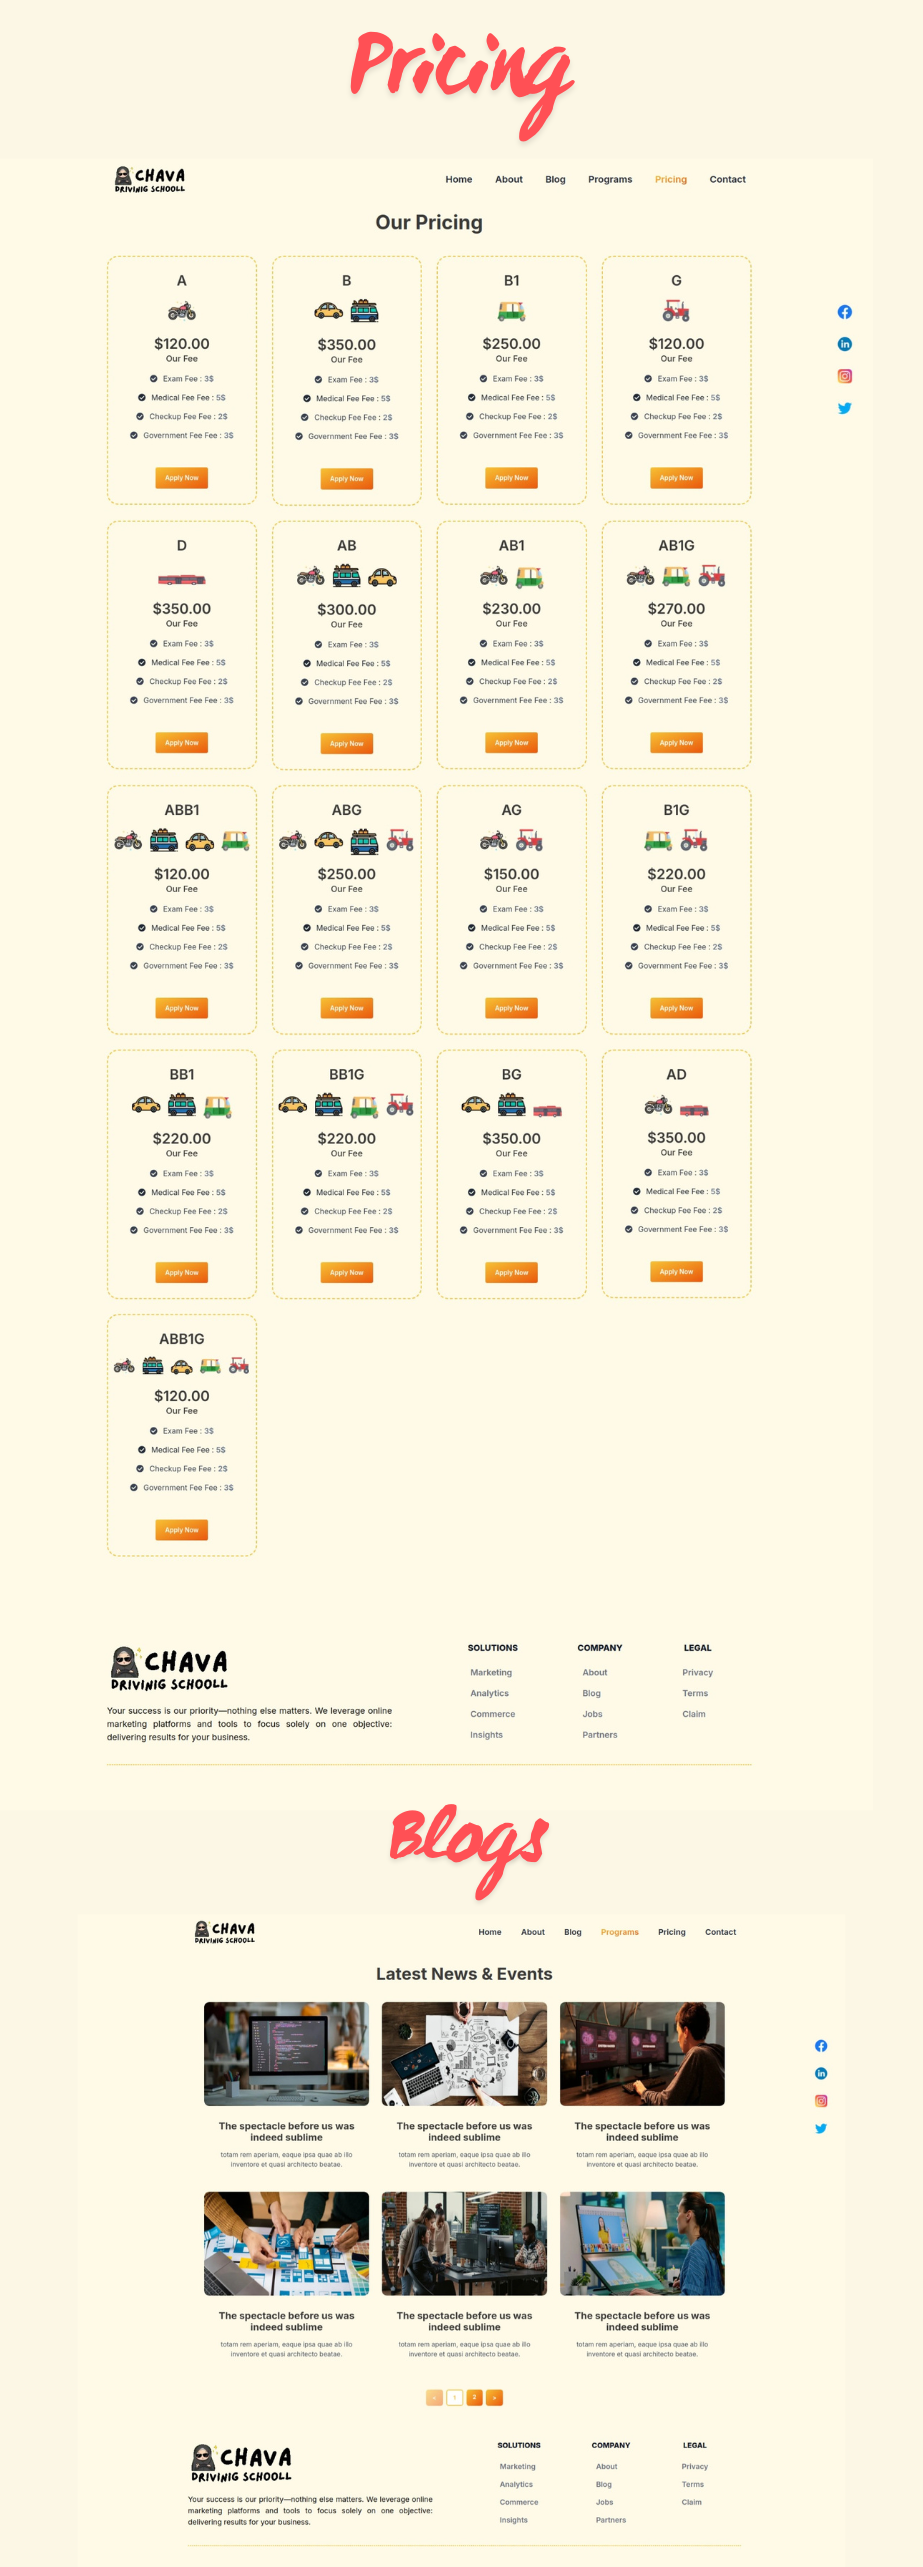 Pricing
CHAVA
DRIVINIG SCHOOLL
Home About Blog Programs Pricing Contact
Our Pricing
A
$120.00
Our Fee
Exam Fee : 3$
Medical Fee Fee : 5$
Checkup Fee Fee : 2$
Government Fee Fee : 3$
Apply Now
B
$350.00
Our Fee
Exam Fee : 3$
Medical Fee Fee : 5$
Checkup Fee Fee : 2$
Government Fee Fee : 3$
Apply Now
B1
$250.00
Our Fee
Exam Fee : 3$
Medical Fee Fee : 5$
Checkup Fee Fee : 2$
Government Fee Fee : 3$
Apply Now
G
$120.00
Our Fee
Exam Fee : 3$
Medical Fee Fee : 5$
Checkup Fee Fee : 2$
Government Fee Fee : 3$
Apply Now
D
$350.00
Our Fee
Exam Fee : 3$
Medical Fee Fee : 5$
Checkup Fee Fee : 2$
Government Fee Fee : 3$
Apply Now
AB
$300.00
Our Fee
Exam Fee : 3$
Medical Fee Fee : 5$
Checkup Fee Fee : 2$
Government Fee Fee : 3$
Apply Now
AB1
$230.00
Our Fee
Exam Fee : 3$
Medical Fee Fee : 5$
Checkup Fee Fee : 2$
Government Fee Fee : 3$
Apply Now
AB1G
$270.00
Our Fee
Exam Fee : 3$
Medical Fee Fee : 5$
Checkup Fee Fee : 2$
Government Fee Fee : 3$
Apply Now
ABB1
$120.00
Our Fee
Exam Fee : 3$
Medical Fee Fee : 5$
Checkup Fee Fee : 2$
Government Fee Fee : 3$
Apply Now
ABG
$250.00
Our Fee
Exam Fee : 3$
Medical Fee Fee : 5$
Checkup Fee Fee : 2$
Government Fee Fee : 3$
Apply Now
AG
$150.00
Our Fee
Exam Fee : 3$
Medical Fee Fee : 5$
Checkup Fee Fee : 2$
Government Fee Fee : 3$
Apply Now
B1G
$220.00
Our Fee
Exam Fee : 3$
Medical Fee Fee : 5$
Checkup Fee Fee : 2$
Government Fee Fee : 3$
Apply Now
BB1
$220.00
Our Fee
Exam Fee : 3$
Medical Fee Fee : 5$
Checkup Fee Fee : 2$
Government Fee Fee : 3$
Apply Now
BB1G
$220.00
Our Fee
Exam Fee : 3$
Medical Fee Fee : 5$
Checkup Fee Fee : 2$
Government Fee Fee : 3$
Apply Now
BG
$350.00
Our Fee
Exam Fee : 3$
Medical Fee Fee : 5$
Checkup Fee Fee : 2$
Government Fee Fee : 3$
Apply Now
AD
$350.00
Our Fee
Exam Fee : 3$
Medical Fee Fee : 5$
Checkup Fee Fee : 2$
Government Fee Fee : 3$
Apply Now
ABB1G
$120.00
Our Fee
Exam Fee : 3$
Medical Fee Fee : 5$
Checkup Fee Fee : 2$
Government Fee Fee : 3$
Apply Now
CHAVA
DRIVINIG SCHOOLL
Your success is our priority—nothing else matters. We leverage online
marketing platforms and tools to focus solely on one objective:
delivering results for your business.
SOLUTIONS
Marketing
Analytics
Commerce
Insights
COMPANY
About
Blog
Jobs
Partners
LEGAL
Privacy
Terms
Claim
Blogs
CHAVA
DRIVINIG SCHOOLL
Home About Blog Programs Pricing Contact
Latest News & Events
The spectacle before us was
indeed sublime
totam rem aperiam, eaque ipsa quae ab illo
inventore et quasi architecto beatae.
The spectacle before us was
indeed sublime
totam rem aperiam, eaque ipsa quae ab illo
inventore et quasi architecto beatae.
The spectacle before us was
indeed sublime
totam rem aperiam, eaque ipsa quae ab illo
inventore et quasi architecto beatae.
The spectacle before us was
indeed sublime
totam rem aperiam, eaque ipsa quae ab illo
inventore et quasi architecto beatae.
The spectacle before us was
indeed sublime
totam rem aperiam, eaque ipsa quae ab illo
inventore et quasi architecto beatae.
The spectacle before us was
indeed sublime
totam rem aperiam, eaque ipsa quae ab illo
inventore et quasi architecto beatae.
« 1 2 »
CHAVA
DRIVINIG SCHOOLL
Your success is our priority—nothing else matters. We leverage online
marketing platforms and tools to focus solely on one objective:
delivering results for your business.
SOLUTIONS
Marketing
Analytics
Commerce
Insights
COMPANY
About
Blog
Jobs
Partners
LEGAL
Privacy
Terms
Claim